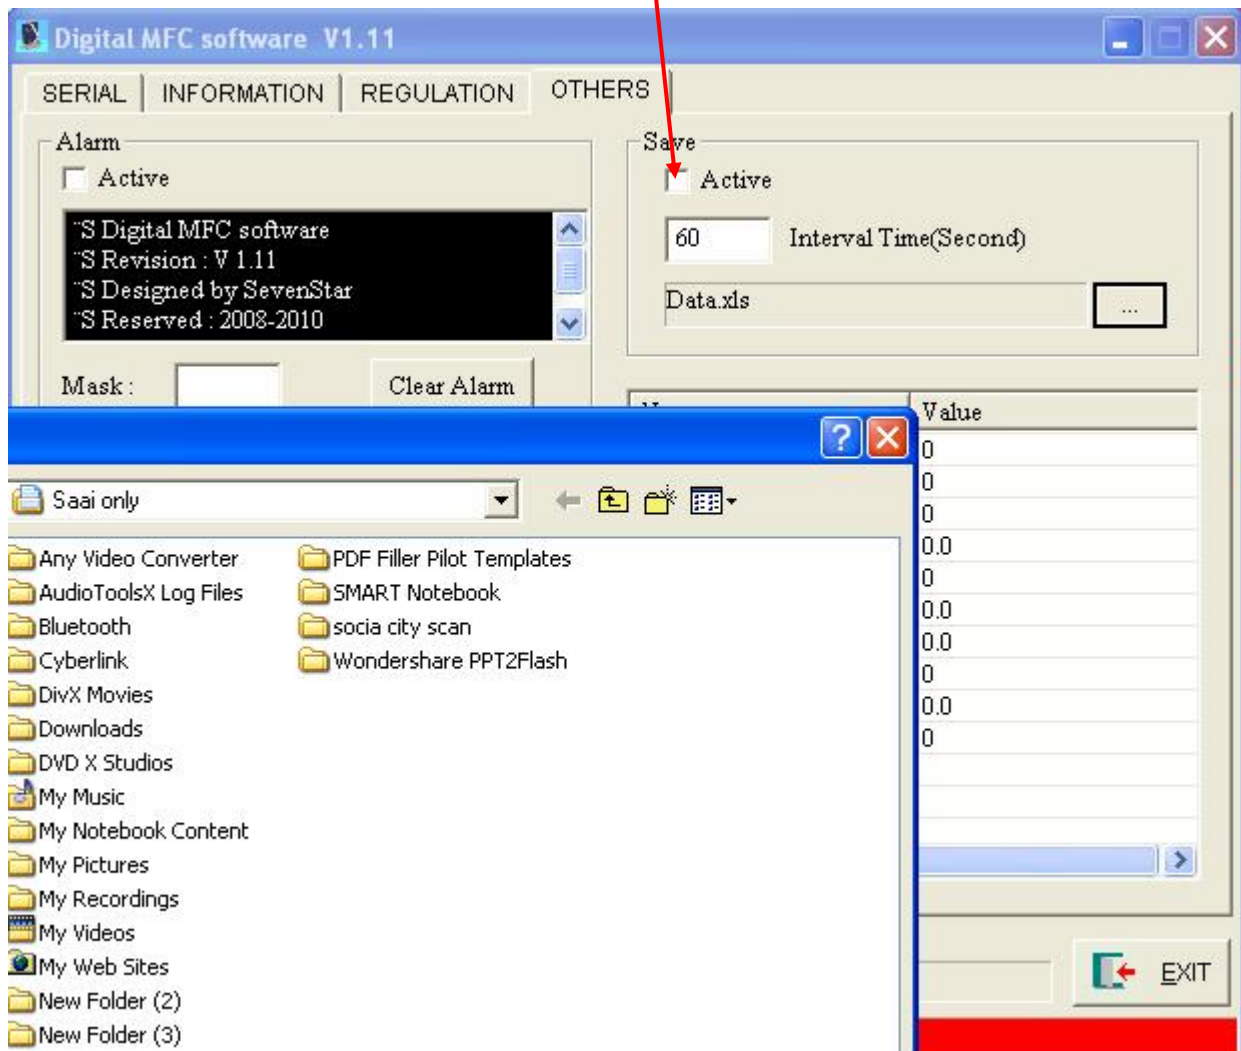 Digital MFC software V1.11
SERIAL INFORMATION REGULATION OTHERS
Alarm
Active
¨S Digital MFC software
¨S Revision : V 1.11
¨S Designed by SevenStar
¨S Reserved : 2008-2010
Mask :
Clear Alarm
Save
Active
60 Interval Time(Second)
Data.xls
...
Value
0
0
0
0.0
0
0.0
0.0
0
0.0
0
Saai only
Any Video Converter
AudioToolsX Log Files
Bluetooth
Cyberlink
DivX Movies
Downloads
DVD X Studios
My Music
My Notebook Content
My Pictures
My Recordings
My Videos
My Web Sites
New Folder (2)
New Folder (3)
PDF Filler Pilot Templates
SMART Notebook
socia city scan
Wondershare PPT2Flash
EXIT